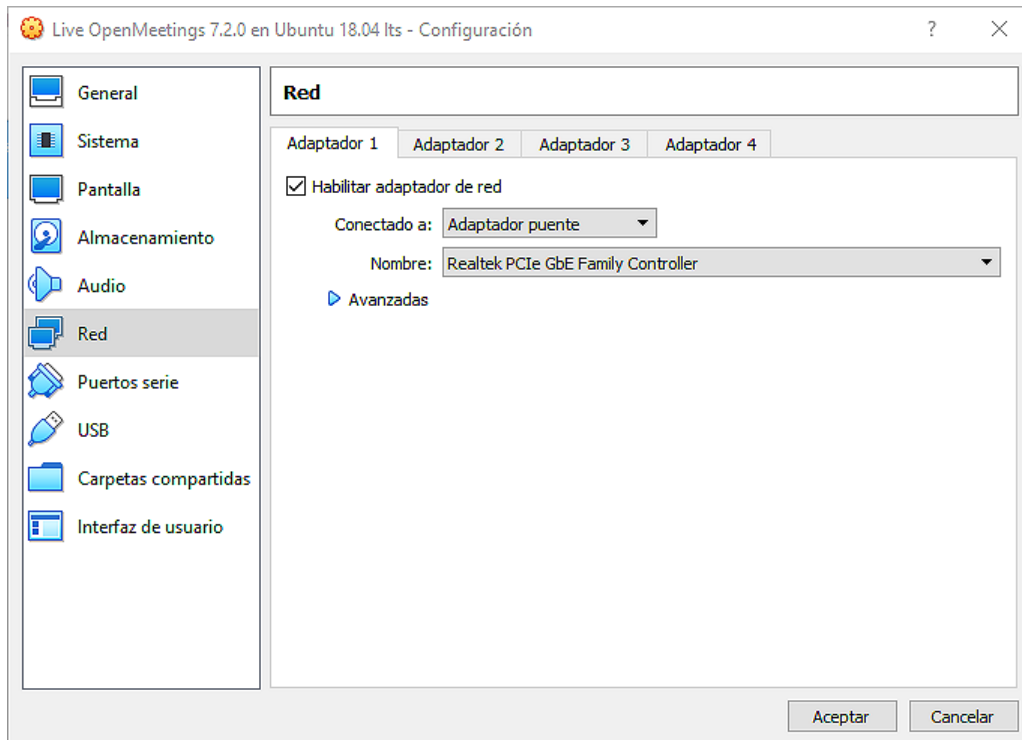 Live OpenMeetings 7.2.0 en Ubuntu 18.04 lts - Configuración
?
General
Sistema
Pantalla
Almacenamiento
Audio
Red
Puertos serie
USB
Carpetas compartidas
Interfaz de usuario
Red
Adaptador 1 Adaptador 2 Adaptador 3 Adaptador 4
Habilitar adaptador de red
Conectado a: Adaptador puente
Nombre: Realtek PCIe GbE Family Controller
Avanzadas
Aceptar Cancelar